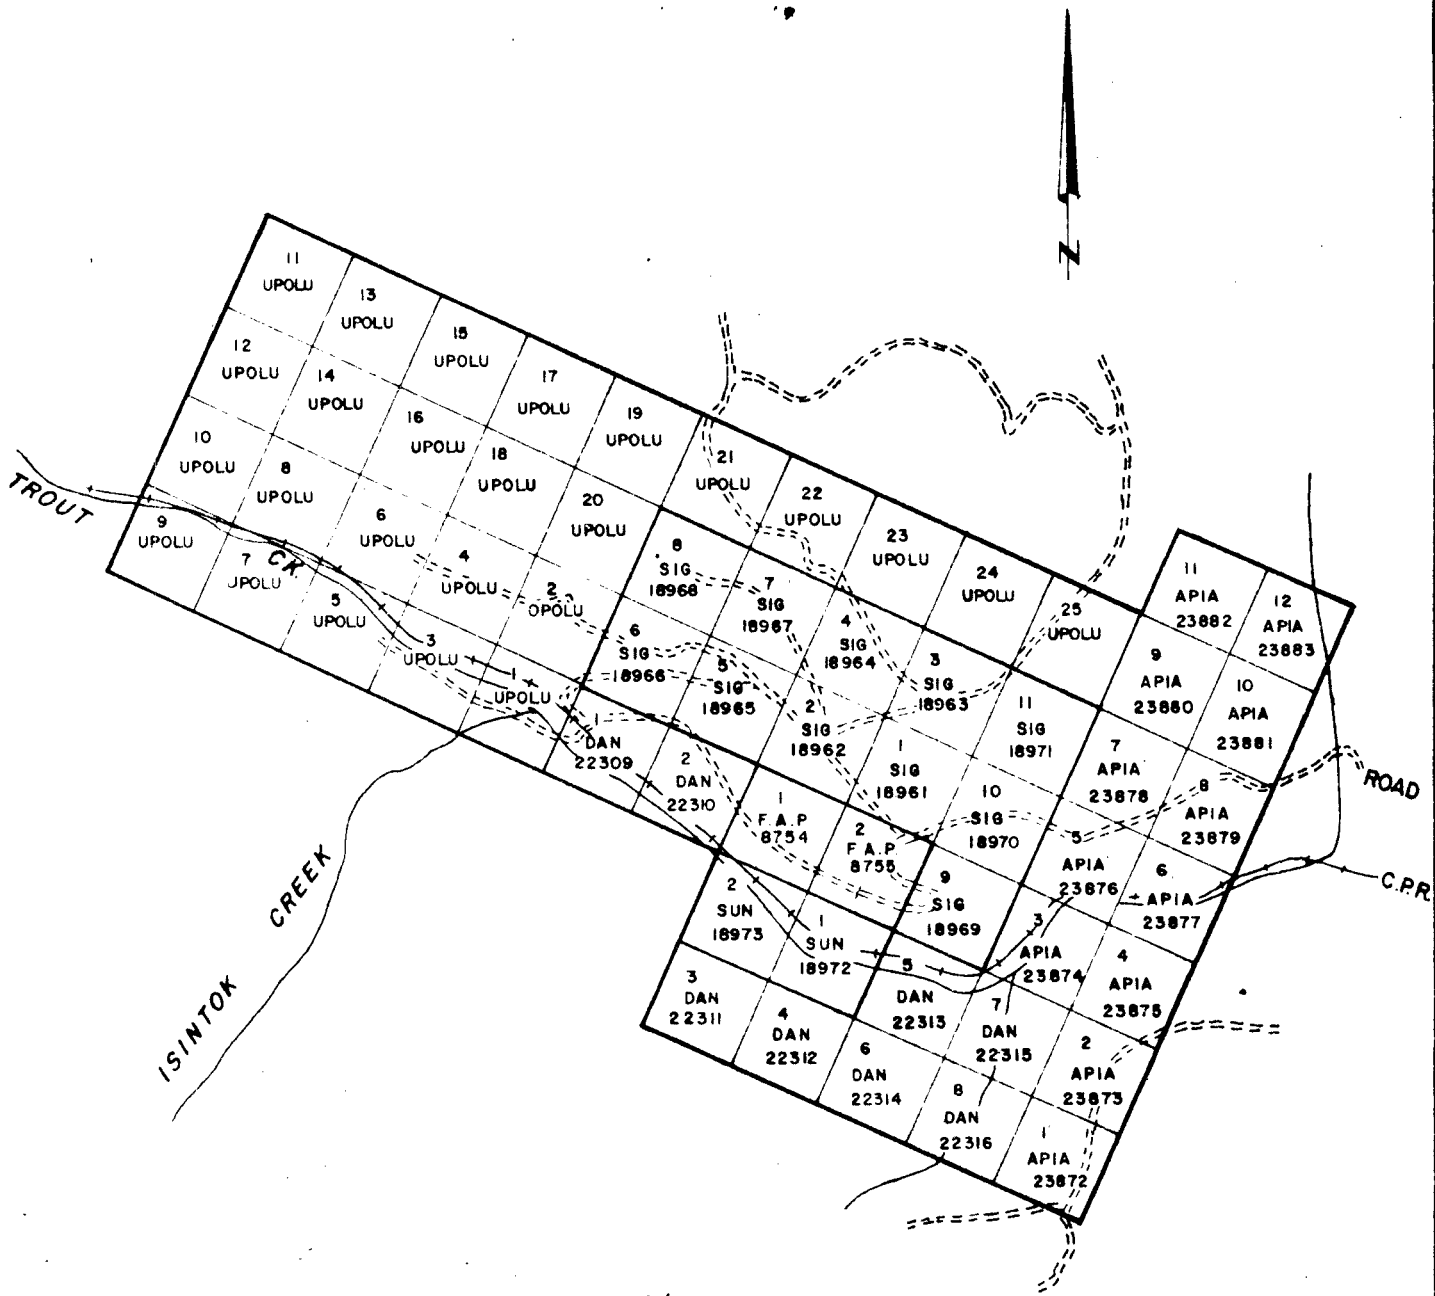 N
11
UPOLU
13
UPOLU
15
UPOLU
17
UPOLU
19
UPOLU
21
UPOLU
22
UPOLU
23
UPOLU
24
UPOLU
25
UPOLU
12
UPOLU
14
UPOLU
16
UPOLU
18
UPOLU
20
UPOLU
10
UPOLU
8
UPOLU
6
UPOLU
4
UPOLU
2
OPOLU
9
UPOLU
7
UPOLU
5
UPOLU
3
UPOLU
1
UPOLU
TROUT
CK.
8
SIG
18968
7
SIG
18967
4
SIG
18964
3
SIG
18963
11
SIG
18971
6
SIG
18966
5
SIG
18965
2
SIG
18962
1
SIG
18961
10
SIG
18970
9
SIG
18969
1
DAN
22309
2
DAN
22310
1
F.A.P
8754
2
F A.P
8755
2
SUN
18973
1
SUN
18972
3
DAN
22311
4
DAN
22312
5
DAN
22313
6
DAN
22314
7
DAN
22315
8
DAN
22316
11
APIA
23882
12
APIA
23883
9
APIA
23880
10
APIA
23881
7
APIA
23878
8
APIA
23879
5
APIA
23876
6
APIA
23877
3
APIA
23874
4
APIA
23875
2
APIA
23873
1
APIA
23872
ROAD
C.P.R.
ISINTOK CREEK